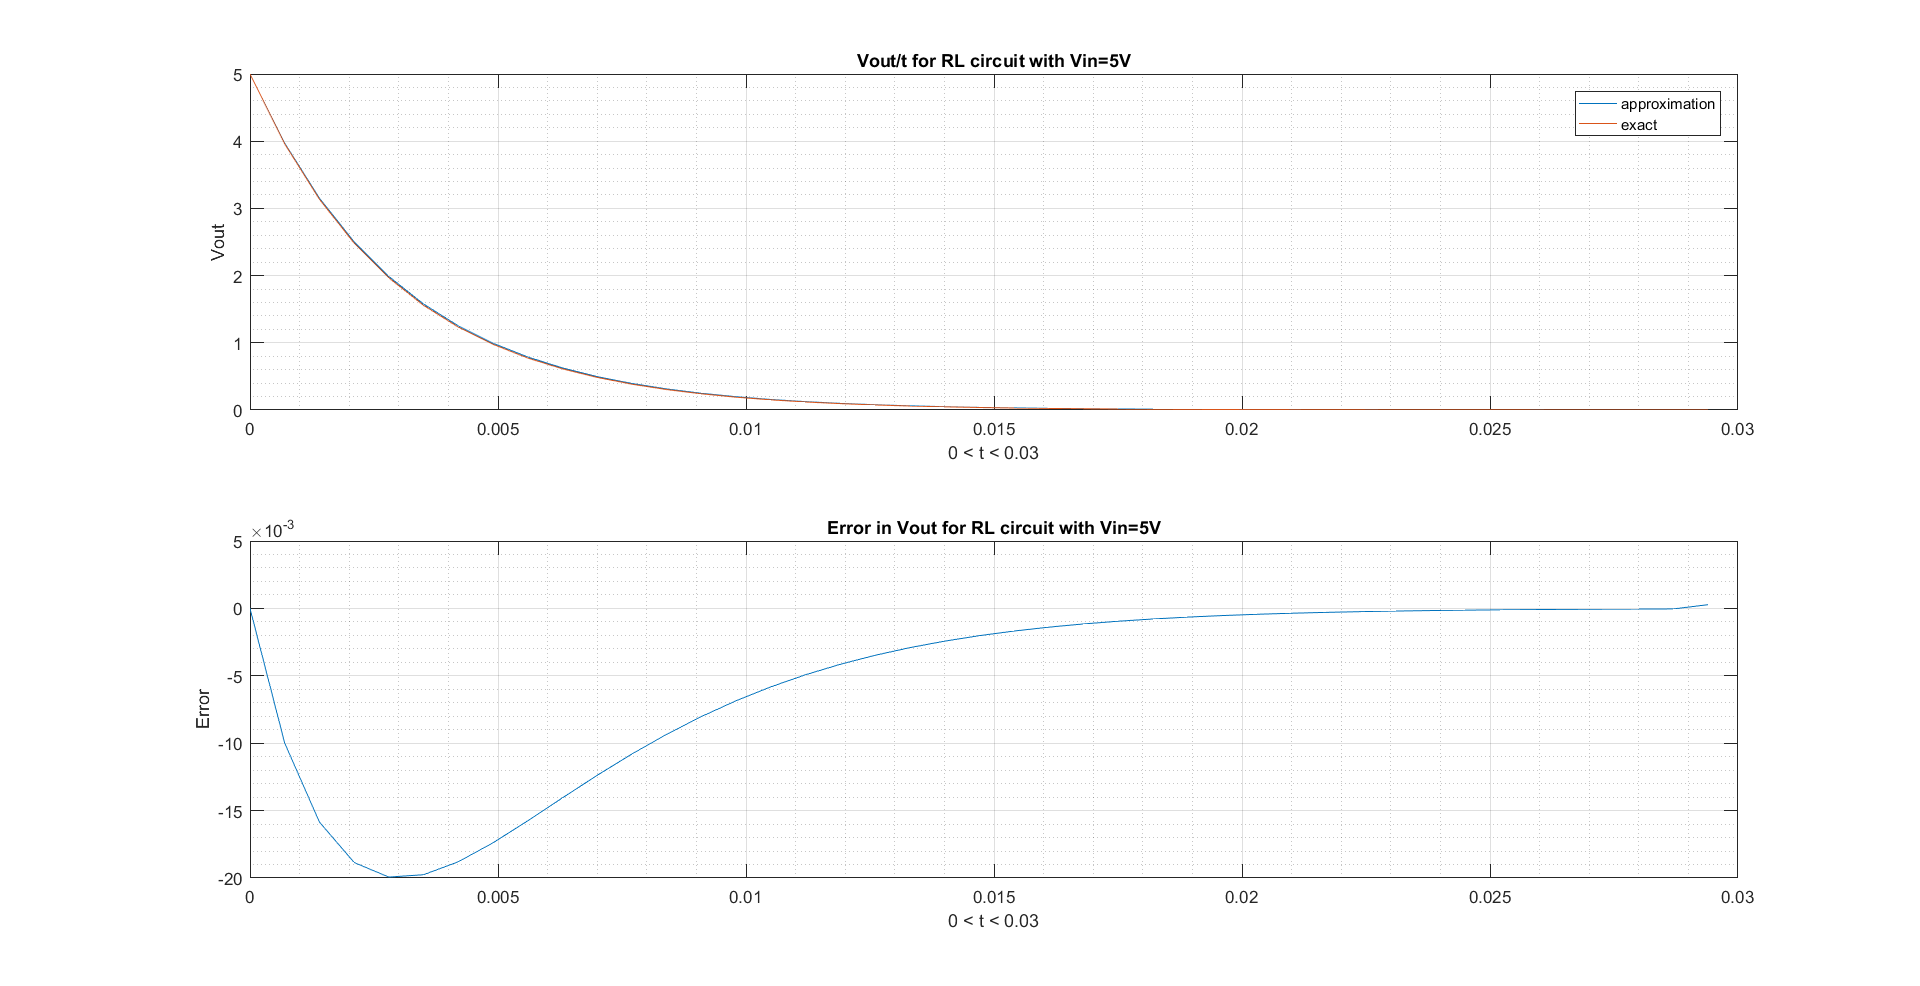 Vout/t for RL circuit with Vin=5V
5
4
3
2
1
0
Vout
approximation
exact
0 0.005 0.01 0.015 0.02 0.025 0.03
0 < t < 0.03
Error in Vout for RL circuit with Vin=5V
×10⁻³
5
0
-5
-10
-15
-20
Error
0 0.005 0.01 0.015 0.02 0.025 0.03
0 < t < 0.03